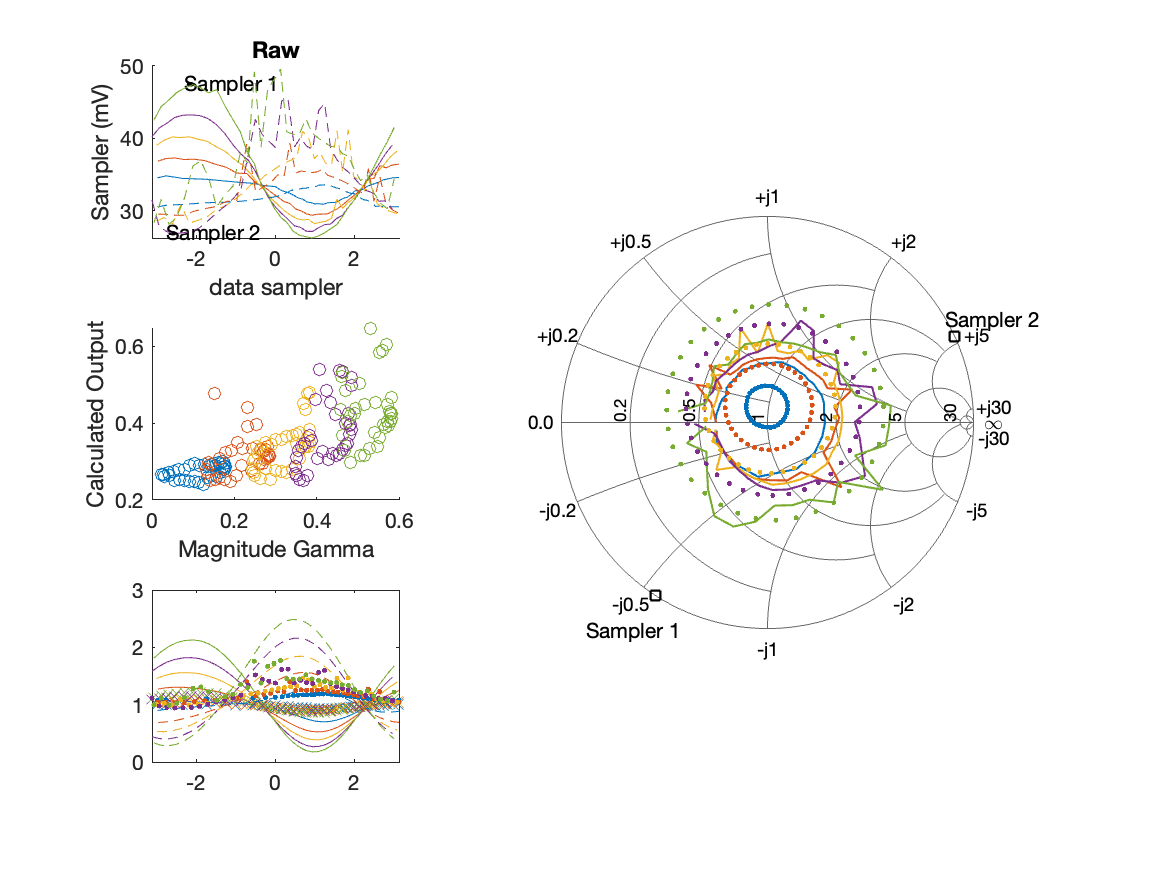 Raw
Sampler (mV)
50
40
30
Sampler 1
Sampler 2
-2 0 2
data sampler
Calculated Output
0.6
0.4
0.2
0 0.2 0.4 0.6
Magnitude Gamma
3
2
1
0
-2 0 2
+j1
+j0.5 +j2
Sampler 2
+j0.2 +j5
0.0 0.2 0.5 1 2 5 30 +j30
∞
-j30
-j0.2 -j5
-j0.5 -j2
Sampler 1
-j1